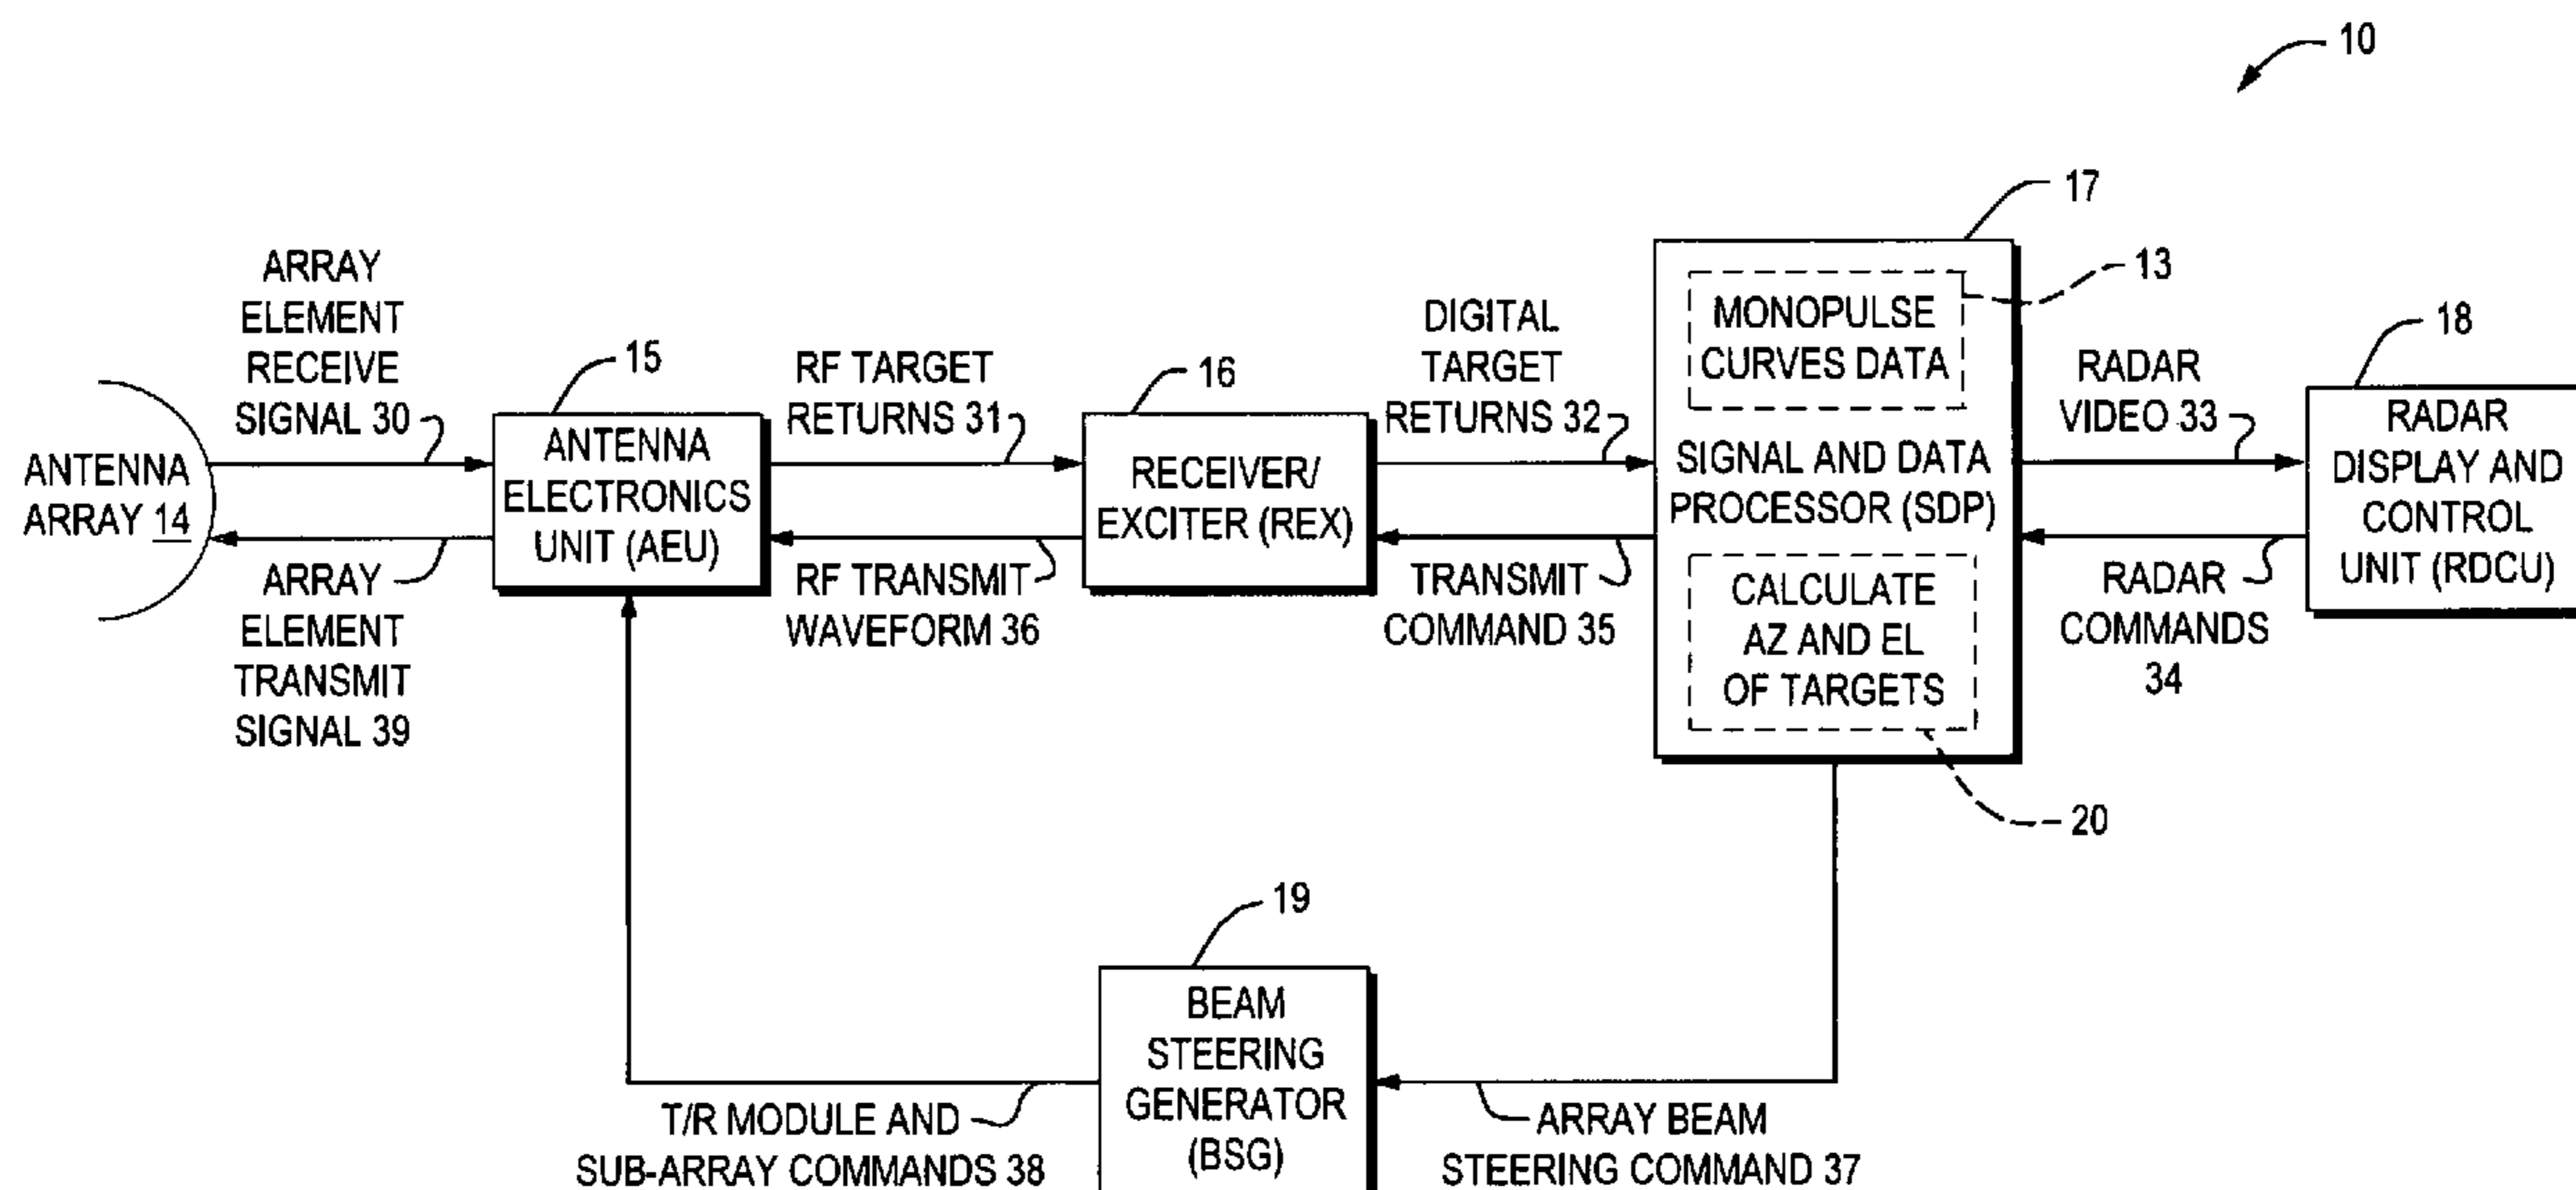 10
17
13
MONOPULSE
CURVES DATA
SIGNAL AND DATA
PROCESSOR (SDP)
CALCULATE
AZ AND EL
OF TARGETS
20
ARRAY
ELEMENT
RECEIVE
SIGNAL 30
ANTENNA
ARRAY 14
ARRAY
ELEMENT
TRANSMIT
SIGNAL 39
15
ANTENNA
ELECTRONICS
UNIT (AEU)
RF TARGET
RETURNS 31
RF TRANSMIT
WAVEFORM 36
16
RECEIVER/
EXCITER (REX)
DIGITAL
TARGET
RETURNS 32
TRANSMIT
COMMAND 35
RADAR
VIDEO 33
RADAR
COMMANDS
34
18
RADAR
DISPLAY AND
CONTROL
UNIT (RDCU)
19
BEAM
STEERING
GENERATOR
(BSG)
T/R MODULE AND
SUB-ARRAY COMMANDS 38
ARRAY BEAM
STEERING COMMAND 37